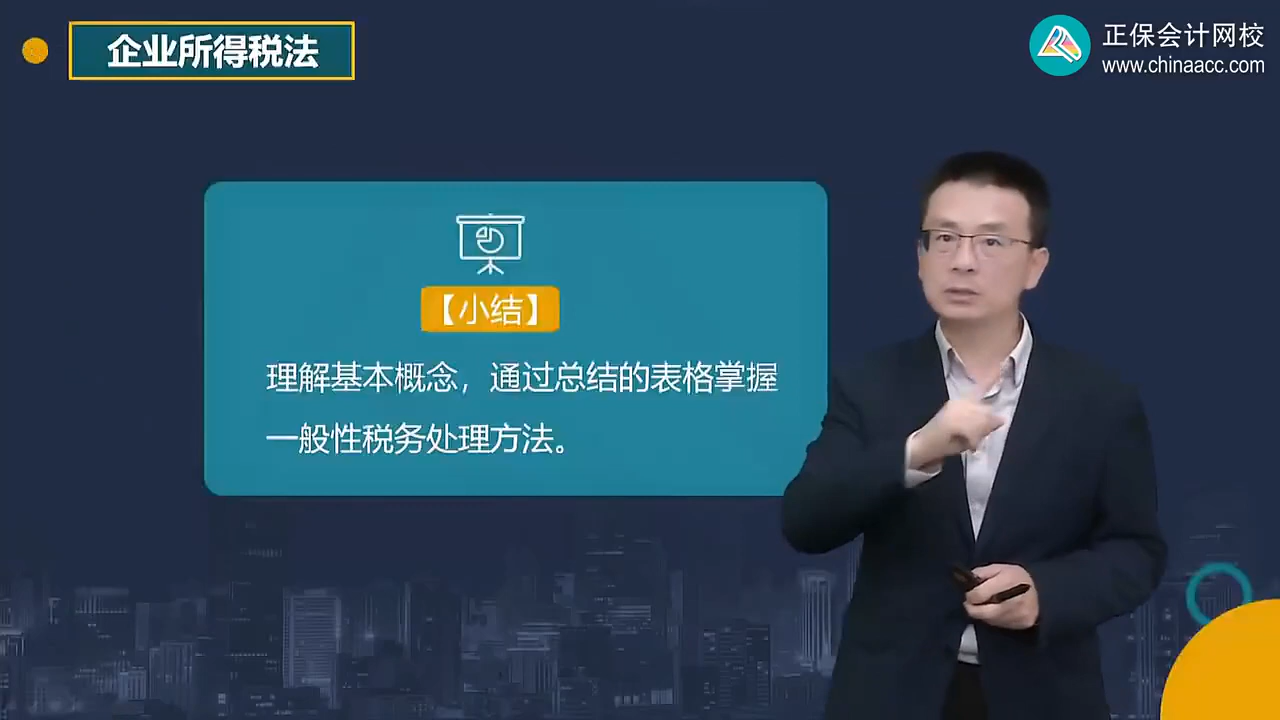 企业所得税法
正保会计网校
www.chinaacc.com
【小结】
理解基本概念，通过总结的表格掌握
一般性税务处理方法。